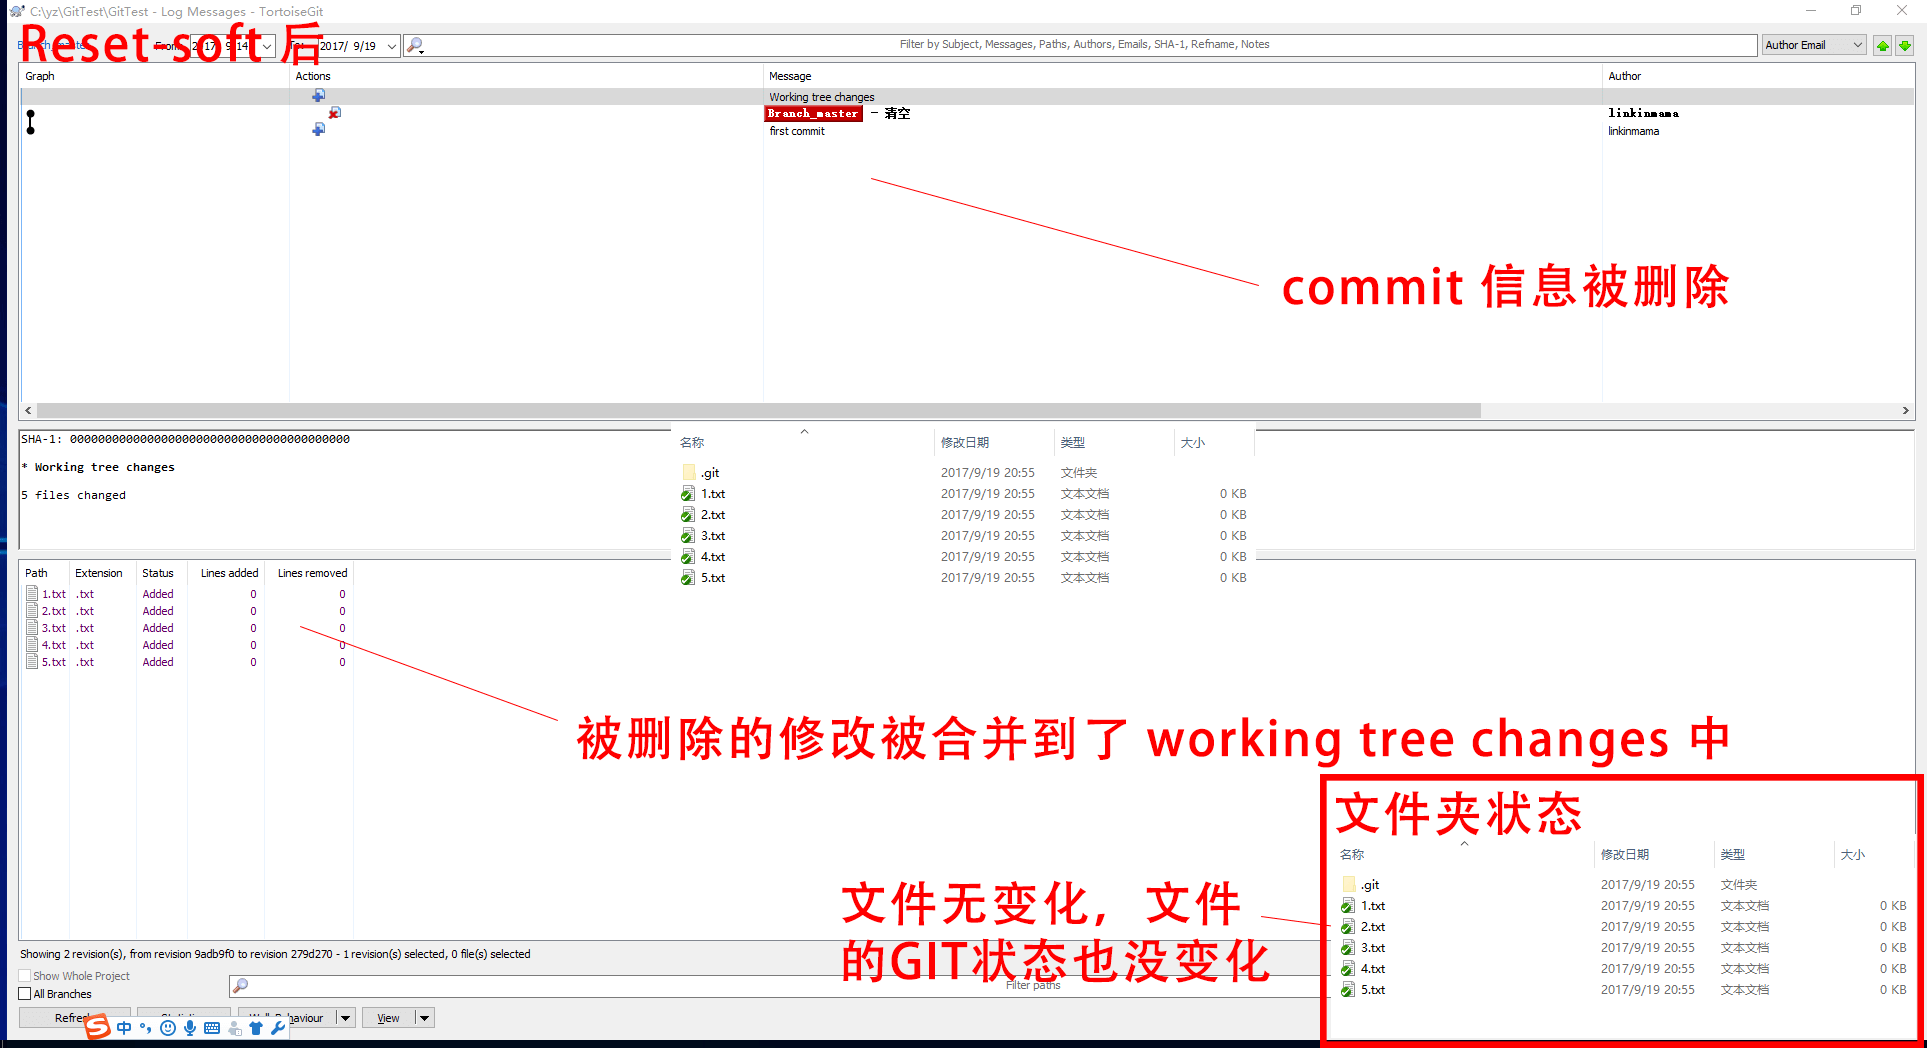 C:\yz\GitTest\GitTest - Log Messages - TortoiseGit
Reset soft 后
From: 2017/ 9/14
2017/ 9/19
Filter by Subject, Messages, Paths, Authors, Emails, SHA-1, Refname, Notes
Author Email
Graph Actions Message Author
Working tree changes
Branch_master - 清空 linkinmama
first commit linkinmama
commit 信息被删除
SHA-1: 0000000000000000000000000000000000000000
* Working tree changes
5 files changed
名称 修改日期 类型 大小
.git 2017/9/19 20:55 文件夹
1.txt 2017/9/19 20:55 文本文档 0 KB
2.txt 2017/9/19 20:55 文本文档 0 KB
3.txt 2017/9/19 20:55 文本文档 0 KB
4.txt 2017/9/19 20:55 文本文档 0 KB
5.txt 2017/9/19 20:55 文本文档 0 KB
Path Extension Status Lines added Lines removed
1.txt .txt Added 0 0
2.txt .txt Added 0 0
3.txt .txt Added 0 0
4.txt .txt Added 0 0
5.txt .txt Added 0 0
被删除的修改被合并到了 working tree changes 中
文件夹状态
名称 修改日期 类型 大小
.git 2017/9/19 20:55 文件夹
1.txt 2017/9/19 20:55 文本文档 0 KB
2.txt 2017/9/19 20:55 文本文档 0 KB
3.txt 2017/9/19 20:55 文本文档 0 KB
4.txt 2017/9/19 20:55 文本文档 0 KB
5.txt 2017/9/19 20:55 文本文档 0 KB
文件无变化，文件
的GIT状态也没变化
Showing 2 revision(s), from revision 9adb9f0 to revision 279d270 - 1 revision(s) selected, 0 file(s) selected
Show Whole Project
All Branches
Filter paths
View
中